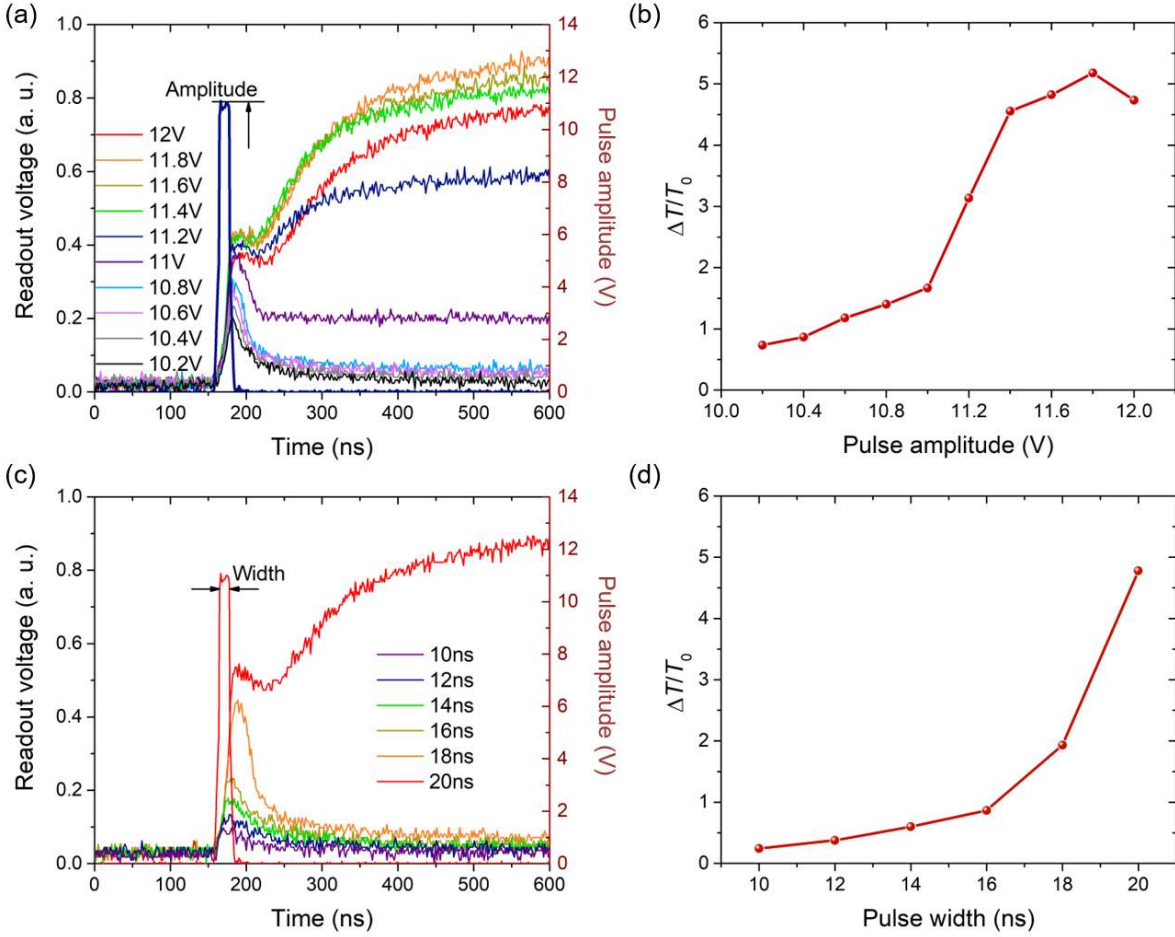 (a)
1.0
0.8
0.6
0.4
0.2
0.0
Readout voltage (a. u.)
Amplitude
12V
11.8V
11.6V
11.4V
11.2V
11V
10.8V
10.6V
10.4V
10.2V
14
12
10
8
6
4
2
0
Pulse amplitude (V)
0 100 200 300 400 500 600
Time (ns)
(b)
6
5
4
3
2
1
0
ΔT/T0
10.0 10.4 10.8 11.2 11.6 12.0
Pulse amplitude (V)
(c)
1.0
0.8
0.6
0.4
0.2
0.0
Readout voltage (a. u.)
Width
10ns
12ns
14ns
16ns
18ns
20ns
14
12
10
8
6
4
2
0
Pulse amplitude (V)
0 100 200 300 400 500 600
Time (ns)
(d)
6
5
4
3
2
1
0
ΔT/T0
10 12 14 16 18 20
Pulse width (ns)